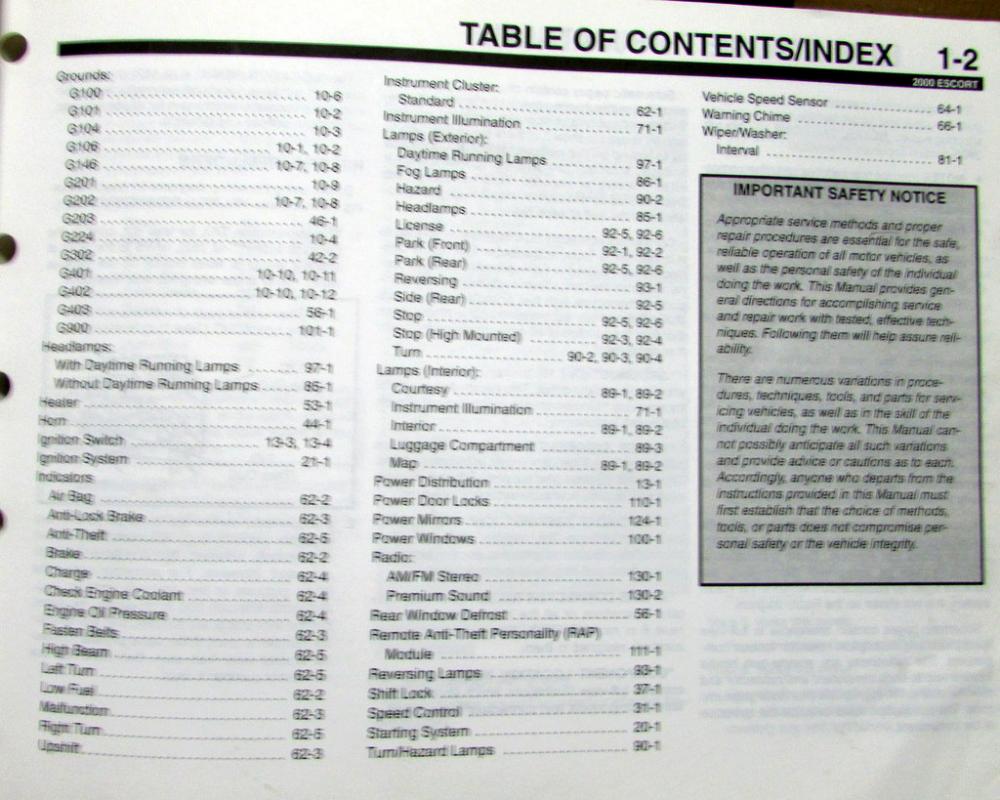 TABLE OF CONTENTS/INDEX 1-2
2000 ESCORT
Grounds:
G100 10-6
G101 10-2
G104 10-3
G106 10-1, 10-2
G146 10-7, 10-8
G201 10-9
G202 10-7, 10-8
G203 46-1
G224 10-4
G302 42-2
G401 10-10, 10-11
G402 10-10, 10-12
G403 56-1
G900 101-1
Headlamps:
With Daytime Running Lamps 97-1
Without Daytime Running Lamps 85-1
Heater 53-1
Horn 44-1
Ignition Switch 13-3, 13-4
Ignition System 21-1
Indicators
Air Bag 62-2
Anti-Lock Brake 62-3
Anti-Theft 62-5
Brake 62-2
Charge 62-4
Check Engine Coolant 62-4
Engine Oil Pressure 62-4
Fasten Belts 62-3
High Beam 62-5
Left Turn 62-5
Low Fuel 62-2
Malfunction 62-3
Right Turn 62-5
Upshift 62-3
Instrument Cluster:
Standard 62-1
Instrument Illumination 71-1
Lamps (Exterior):
Daytime Running Lamps 97-1
Fog Lamps 86-1
Hazard 90-2
Headlamps 85-1
License 92-5, 92-6
Park (Front) 92-1, 92-2
Park (Rear) 92-5, 92-6
Reversing 93-1
Side (Rear) 92-5
Stop 92-5, 92-6
Stop (High Mounted) 92-3, 92-4
Turn 90-2, 90-3, 90-4
Lamps (Interior):
Courtesy 89-1, 89-2
Instrument Illumination 71-1
Interior 89-1, 89-2
Luggage Compartment 89-3
Map 89-1, 89-2
Power Distribution 13-1
Power Door Locks 110-1
Power Mirrors 124-1
Power Windows 100-1
Radio:
AM/FM Stereo 130-1
Premium Sound 130-2
Rear Window Defrost 56-1
Remote Anti-Theft Personality (RAP)
Module 111-1
Reversing Lamps 93-1
Shift Lock 37-1
Speed Control 31-1
Starting System 20-1
Turn/Hazard Lamps 90-1
Vehicle Speed Sensor 64-1
Warning Chime 66-1
Wiper/Washer:
Interval 81-1
IMPORTANT SAFETY NOTICE
Appropriate service methods and proper
repair procedures are essential for the safe,
reliable operation of all motor vehicles, as
well as the personal safety of the individual
doing the work. This Manual provides gen-
eral directions for accomplishing service
and repair work with tested, effective tech-
niques. Following them will help assure reli-
ability.
There are numerous variations in proce-
dures, techniques, tools, and parts for serv-
icing vehicles, as well as in the skill of the
individual doing the work. This Manual can-
not possibly anticipate all such variations
and provide advice or cautions as to each.
Accordingly, anyone who departs from the
instructions provided in this Manual must
first establish that the choice of methods,
tools, or parts does not compromise per-
sonal safety or the vehicle integrity.